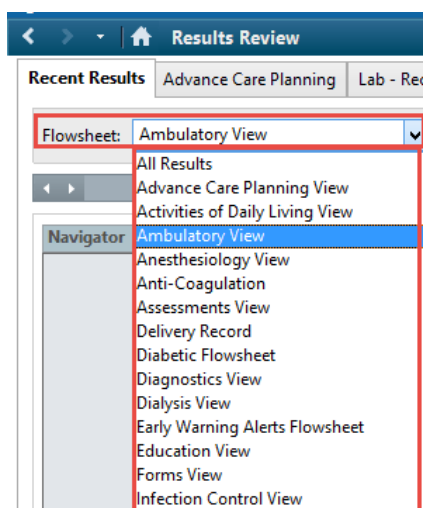 Results Review
Recent Results Advance Care Planning Lab - Rec
Flowsheet: Ambulatory View
All Results
Advance Care Planning View
Activities of Daily Living View
Navigator Ambulatory View
Anesthesiology View
Anti-Coagulation
Assessments View
Delivery Record
Diabetic Flowsheet
Diagnostics View
Dialysis View
Early Warning Alerts Flowsheet
Education View
Forms View
Infection Control View